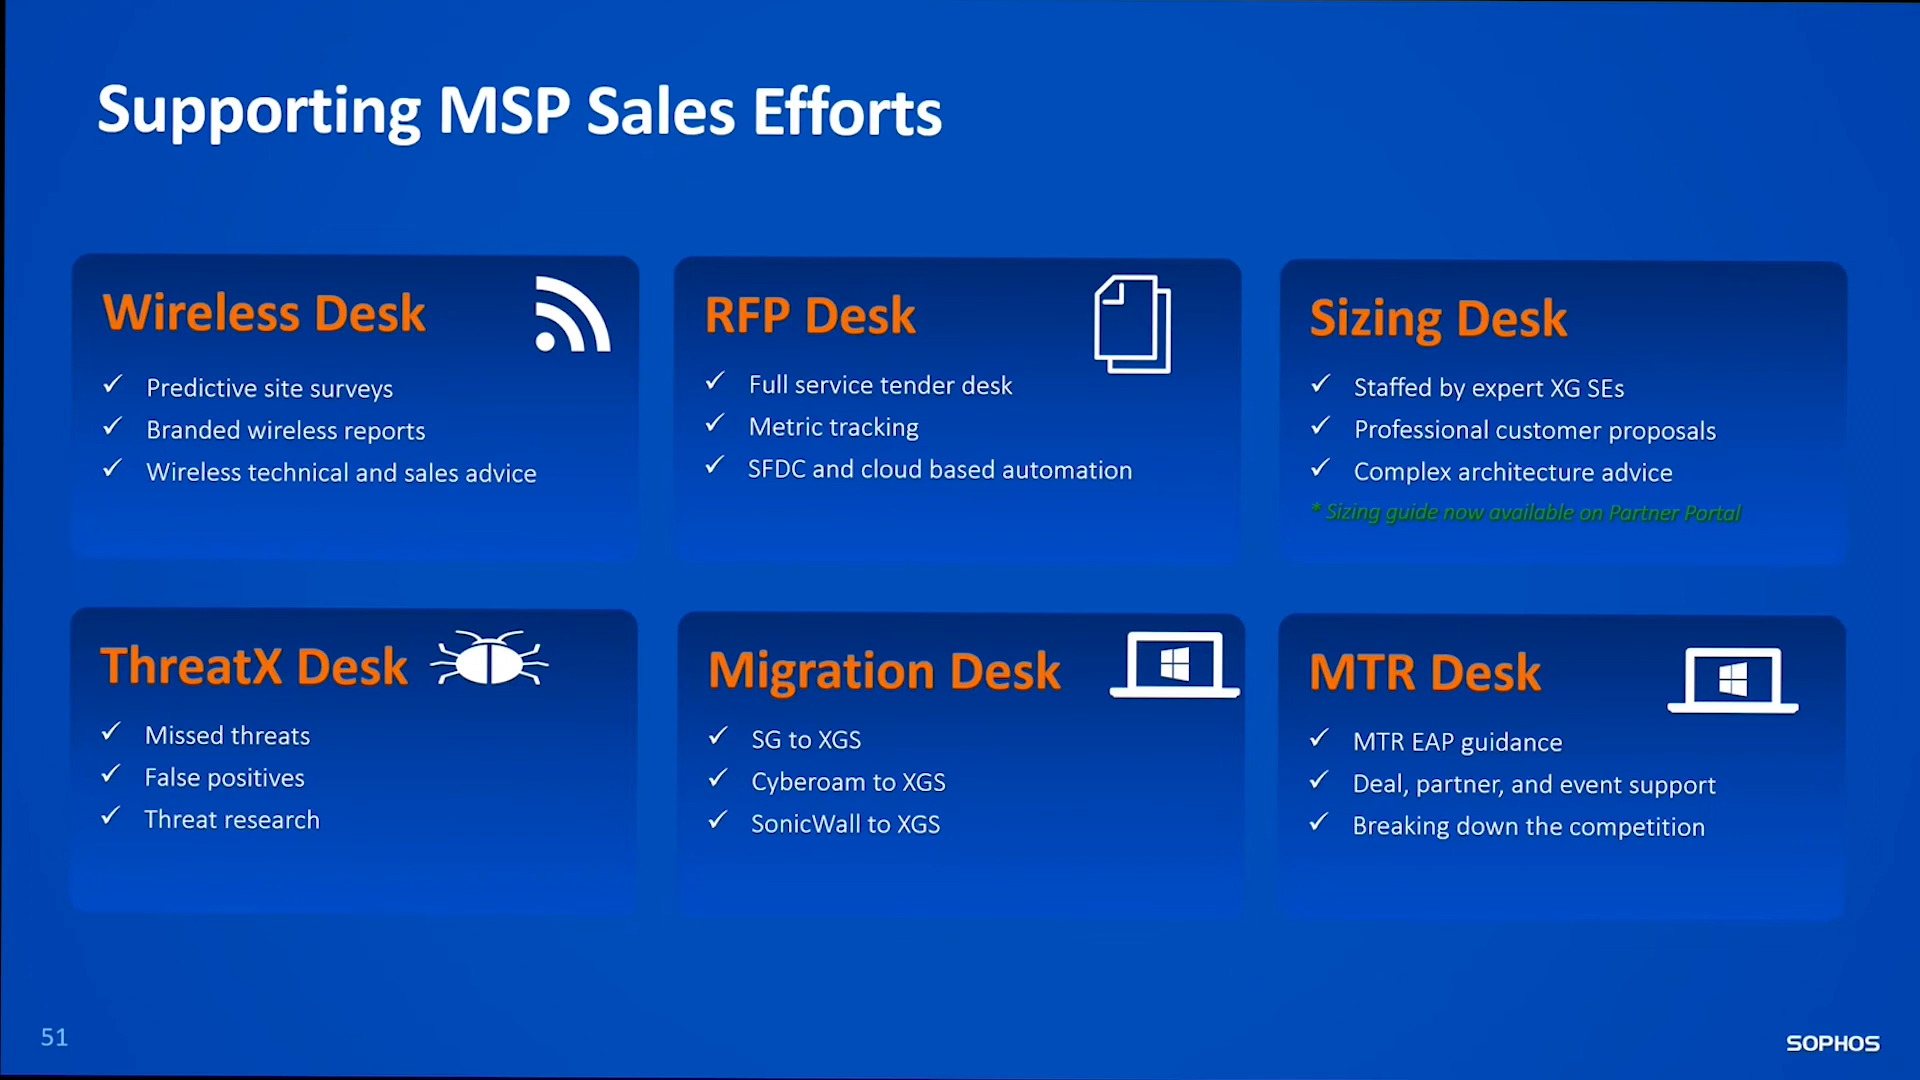 Supporting MSP Sales Efforts
Wireless Desk
✓ Predictive site surveys
✓ Branded wireless reports
✓ Wireless technical and sales advice
RFP Desk
✓ Full service tender desk
✓ Metric tracking
✓ SFDC and cloud based automation
Sizing Desk
✓ Staffed by expert XG SEs
✓ Professional customer proposals
✓ Complex architecture advice
* Sizing guide now available on Partner Portal
ThreatX Desk
✓ Missed threats
✓ False positives
✓ Threat research
Migration Desk
✓ SG to XGS
✓ Cyberoam to XGS
✓ SonicWall to XGS
MTR Desk
✓ MTR EAP guidance
✓ Deal, partner, and event support
✓ Breaking down the competition
51
SOPHOS